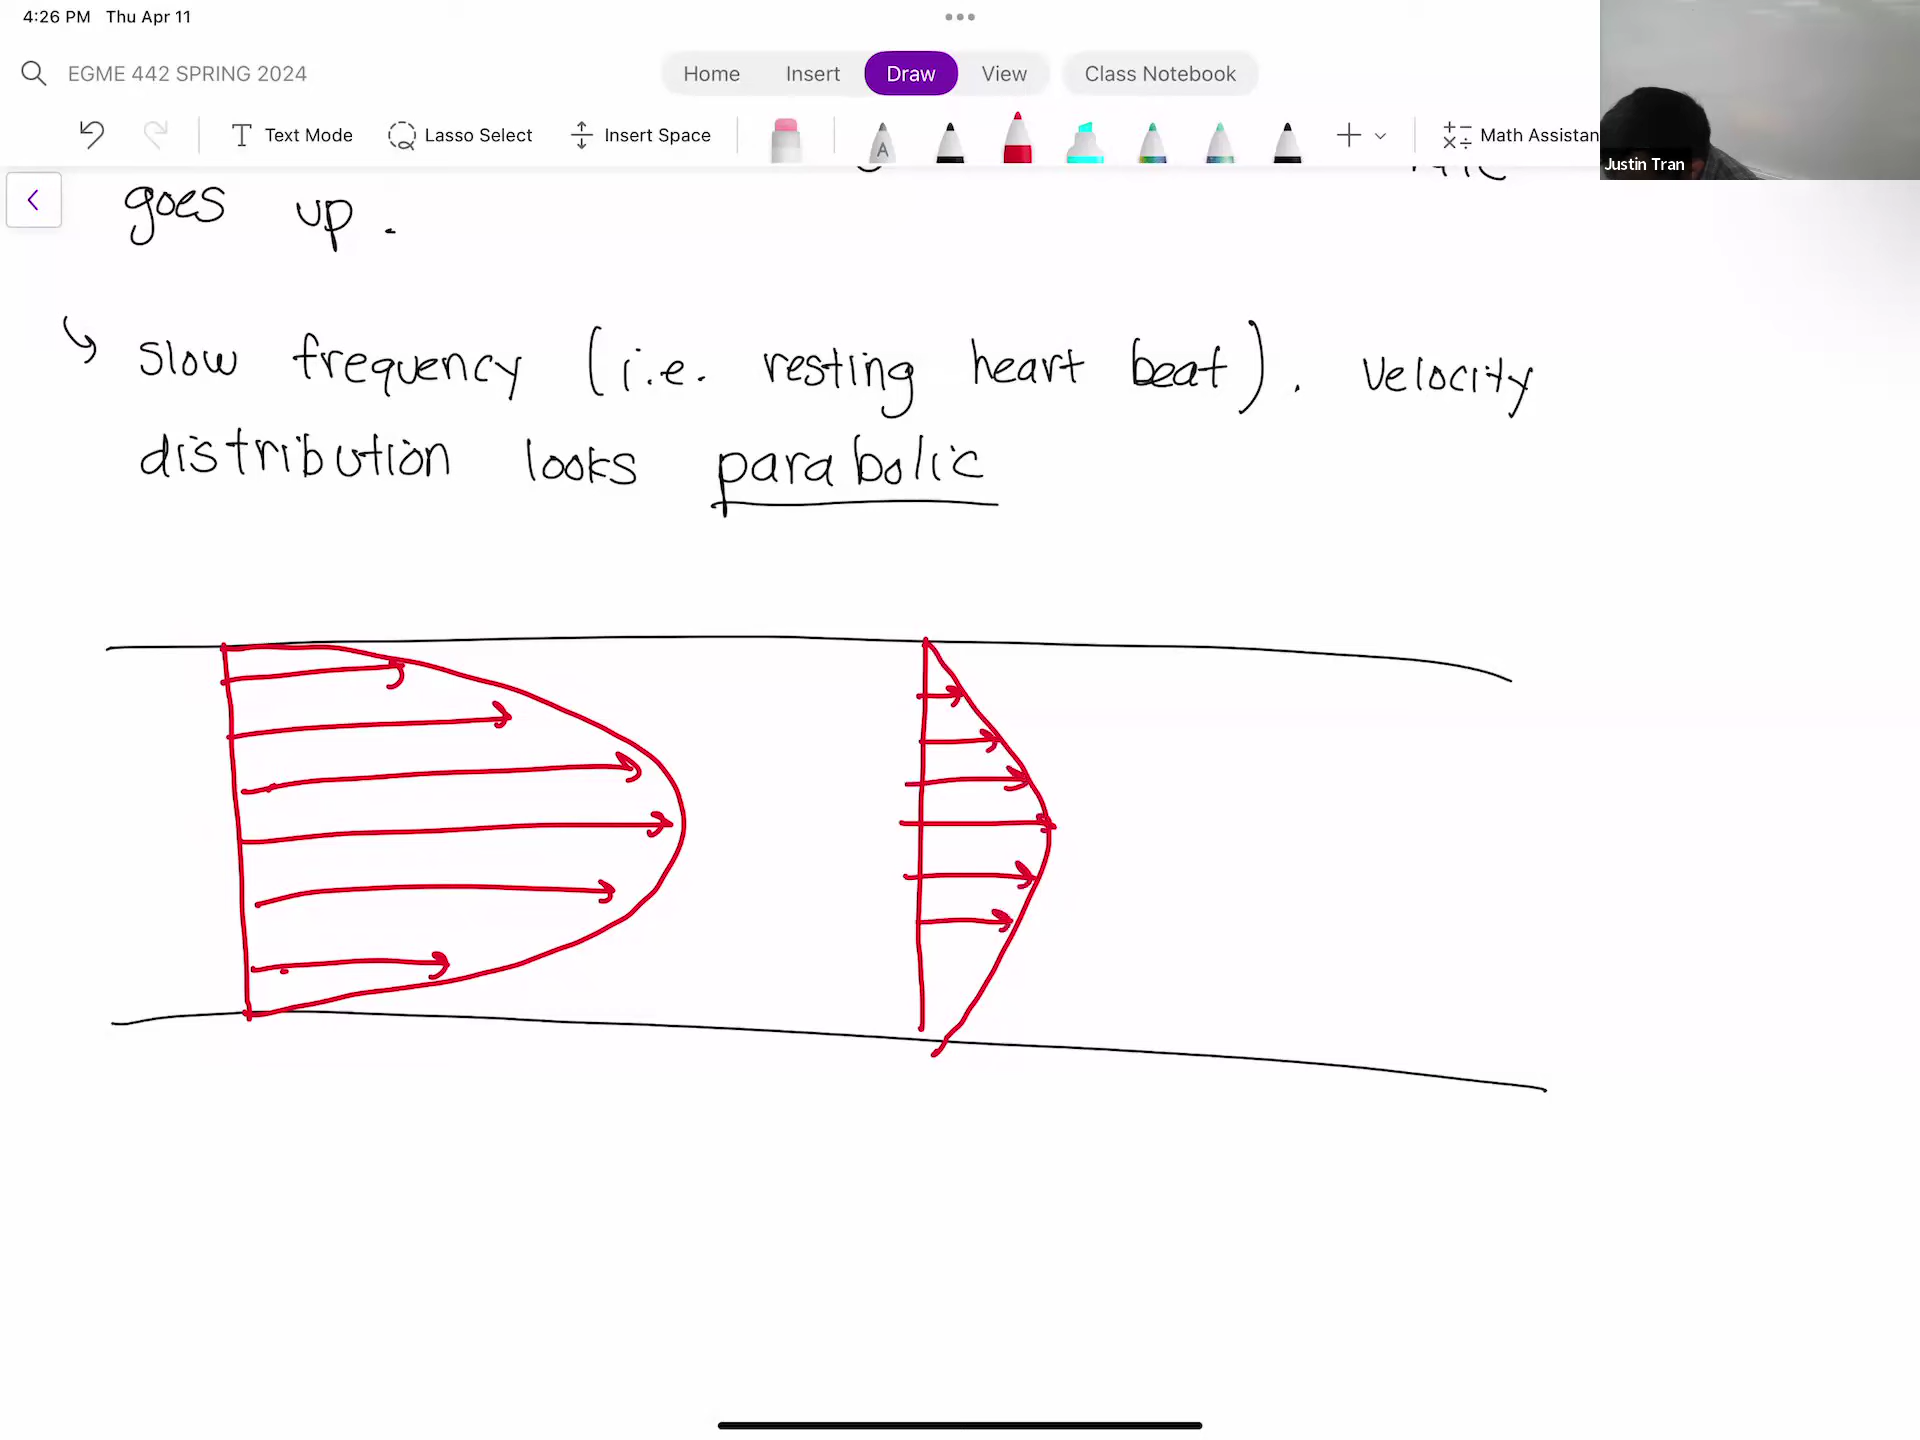 4:26 PM Thu Apr 11
EGME 442 SPRING 2024
Home Insert Draw View Class Notebook
Text Mode Lasso Select Insert Space A Math Assistan
Justin Tran
goes up.
slow frequency (i.e. resting heart beat). velocity
distribution looks parabolic